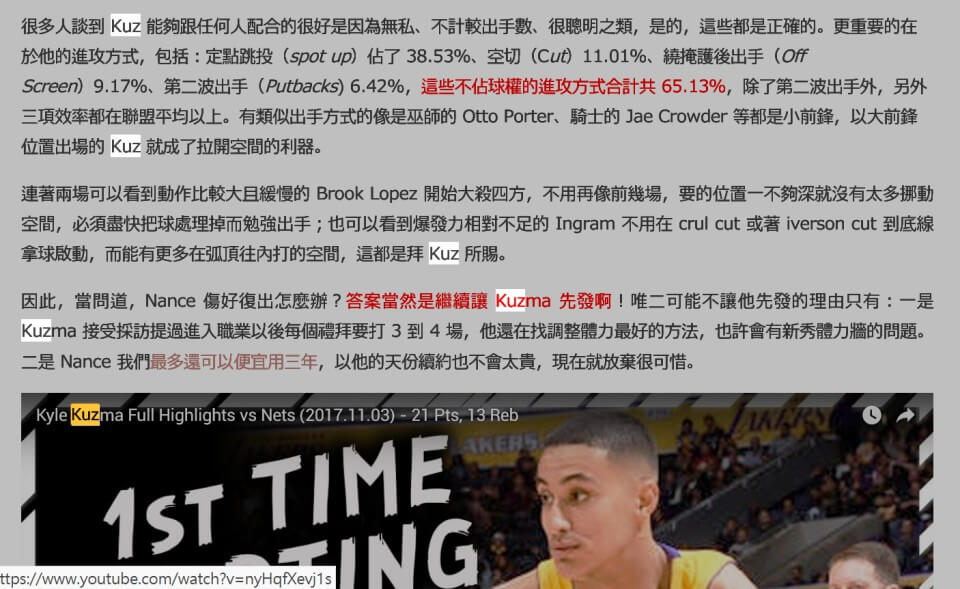 很多人談到 Kuz 能夠跟任何人配合的很好是因為無私、不計較出手數、很聰明之類，是的，這些都是正確的。更重要的在
於他的進攻方式，包括：定點跳投（spot up）佔了 38.53%、空切（Cut）11.01%、繞掩護後出手（Off
Screen）9.17%、第二波出手（Putbacks) 6.42%，這些不佔球權的進攻方式合計共 65.13%，除了第二波出手外，另外
三項效率都在聯盟平均以上。有類似出手方式的像是巫師的 Otto Porter、騎士的 Jae Crowder 等都是小前鋒，以大前鋒
位置出場的 Kuz 就成了拉開空間的利器。
連著兩場可以看到動作比較大且緩慢的 Brook Lopez 開始大殺四方，不用再像前幾場，要的位置一不夠深就沒有太多挪動
空間，必須盡快把球處理掉而勉強出手；也可以看到爆發力相對不足的 Ingram 不用在 crul cut 或著 iverson cut 到底線
拿球啟動，而能有更多在弧頂往內打的空間，這都是拜 Kuz 所賜。
因此，當問道，Nance 傷好復出怎麼辦？答案當然是繼續讓 Kuzma 先發啊！唯二可能不讓他先發的理由只有：一是
Kuzma 接受採訪提過進入職業以後每個禮拜要打 3 到 4 場，他還在找調整體力最好的方法，也許會有新秀體力牆的問題。
二是 Nance 我們最多還可以便宜用三年，以他的天份續約也不會太貴，現在就放棄很可惜。
Kyle Kuzma Full Highlights vs Nets (2017.11.03) - 21 Pts, 13 Reb
LAKERS
1ST TIME
ttps://www.youtube.com/watch?v=nyHqfXevj1s